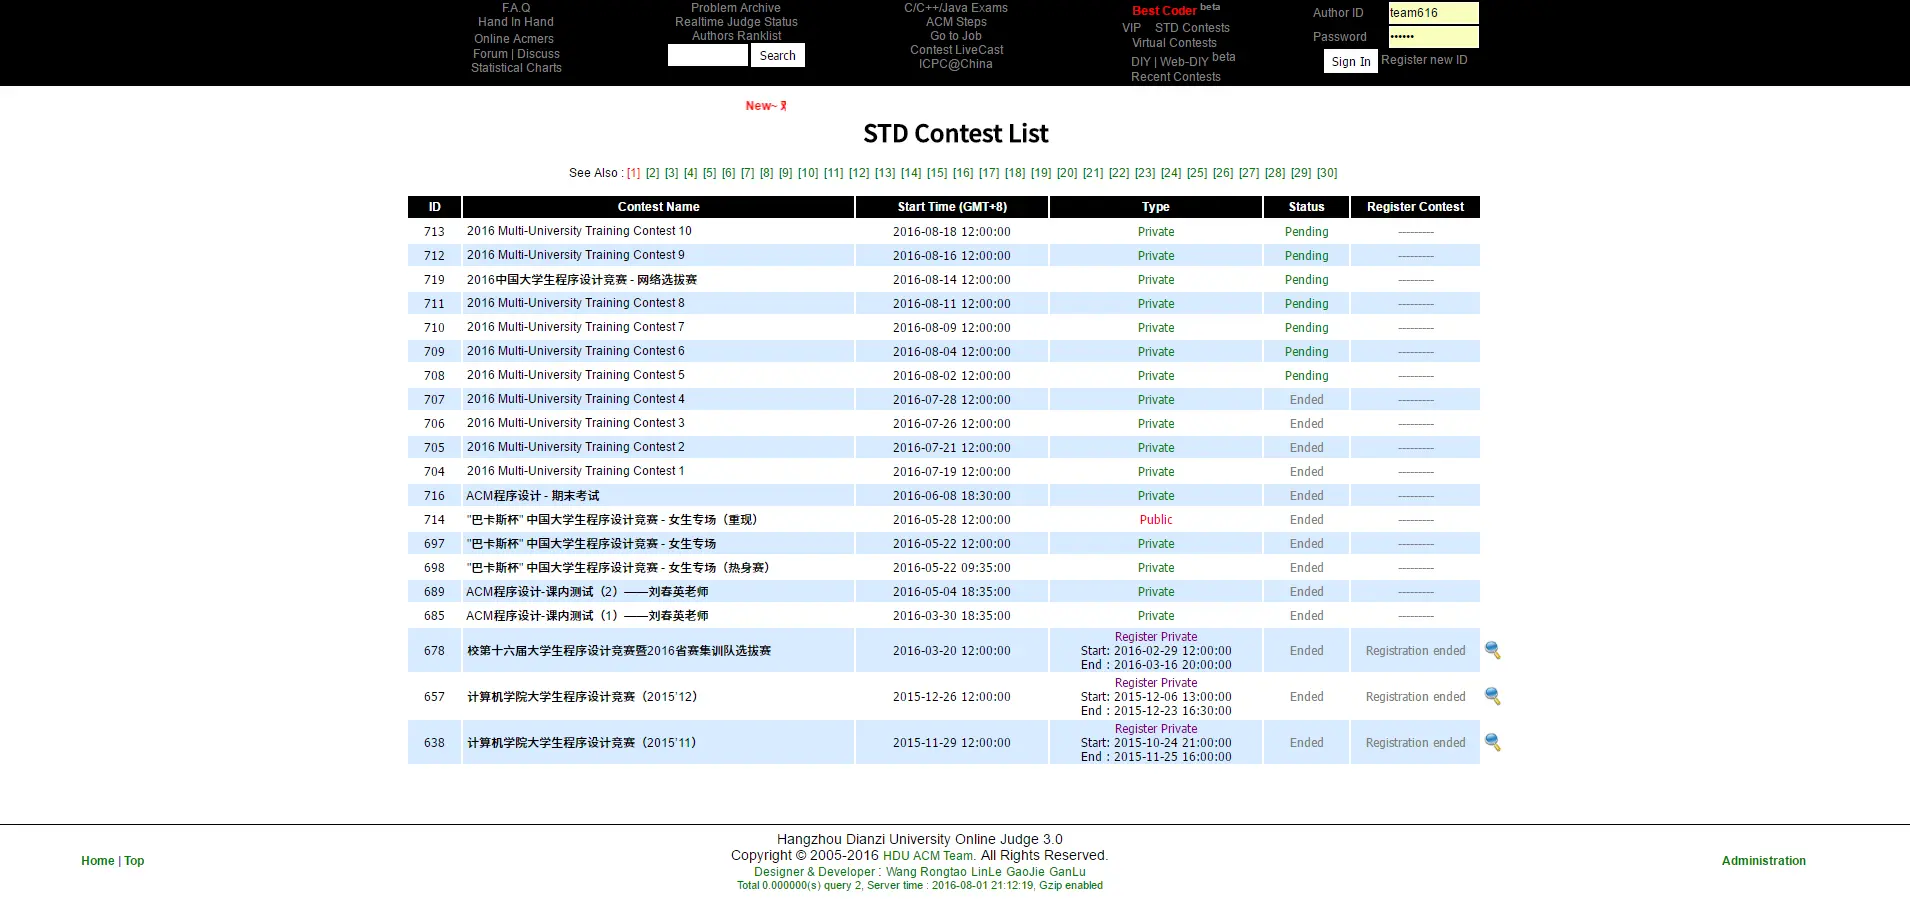 F.A.Q
Hand In Hand
Online Acmers
Forum | Discuss
Statistical Charts
Problem Archive
Realtime Judge Status
Authors Ranklist
Search
C/C++/Java Exams
ACM Steps
Go to Job
Contest LiveCast
ICPC@China
Best Coder beta
VIP STD Contests
Virtual Contests
DIY | Web-DIY beta
Recent Contests
Author ID team616
Password ••••••
Sign In Register new ID
New~
STD Contest List
See Also : [1] [2] [3] [4] [5] [6] [7] [8] [9] [10] [11] [12] [13] [14] [15] [16] [17] [18] [19] [20] [21] [22] [23] [24] [25] [26] [27] [28] [29] [30]
ID Contest Name Start Time (GMT+8) Type Status Register Contest
713 2016 Multi-University Training Contest 10 2016-08-18 12:00:00 Private Pending ---------
712 2016 Multi-University Training Contest 9 2016-08-16 12:00:00 Private Pending ---------
719 2016中国大学生程序设计竞赛 - 网络选拔赛 2016-08-14 12:00:00 Private Pending ---------
711 2016 Multi-University Training Contest 8 2016-08-11 12:00:00 Private Pending ---------
710 2016 Multi-University Training Contest 7 2016-08-09 12:00:00 Private Pending ---------
709 2016 Multi-University Training Contest 6 2016-08-04 12:00:00 Private Pending ---------
708 2016 Multi-University Training Contest 5 2016-08-02 12:00:00 Private Pending ---------
707 2016 Multi-University Training Contest 4 2016-07-28 12:00:00 Private Ended ---------
706 2016 Multi-University Training Contest 3 2016-07-26 12:00:00 Private Ended ---------
705 2016 Multi-University Training Contest 2 2016-07-21 12:00:00 Private Ended ---------
704 2016 Multi-University Training Contest 1 2016-07-19 12:00:00 Private Ended ---------
716 ACM程序设计 - 期末考试 2016-06-08 18:30:00 Private Ended ---------
714 "巴卡斯杯" 中国大学生程序设计竞赛 - 女生专场（重现） 2016-05-28 12:00:00 Public Ended ---------
697 "巴卡斯杯" 中国大学生程序设计竞赛 - 女生专场 2016-05-22 12:00:00 Private Ended ---------
698 "巴卡斯杯" 中国大学生程序设计竞赛 - 女生专场（热身赛） 2016-05-22 09:35:00 Private Ended ---------
689 ACM程序设计-课内测试（2）——刘春英老师 2016-05-04 18:35:00 Private Ended ---------
685 ACM程序设计-课内测试（1）——刘春英老师 2016-03-30 18:35:00 Private Ended ---------
Register Private
678 校第十六届大学生程序设计竞赛暨2016省赛集训队选拔赛 2016-03-20 12:00:00 Start: 2016-02-29 12:00:00 Ended Registration ended
End : 2016-03-16 20:00:00
Register Private
657 计算机学院大学生程序设计竞赛（2015'12） 2015-12-26 12:00:00 Start: 2015-12-06 13:00:00 Ended Registration ended
End : 2015-12-23 16:30:00
Register Private
638 计算机学院大学生程序设计竞赛（2015'11） 2015-11-29 12:00:00 Start: 2015-10-24 21:00:00 Ended Registration ended
End : 2015-11-25 16:00:00
Home | Top
Hangzhou Dianzi University Online Judge 3.0
Copyright © 2005-2016 HDU ACM Team. All Rights Reserved.
Designer & Developer : Wang Rongtao LinLe GaoJie GanLu
Total 0.000000(s) query 2, Server time : 2016-08-01 21:12:19, Gzip enabled
Administration